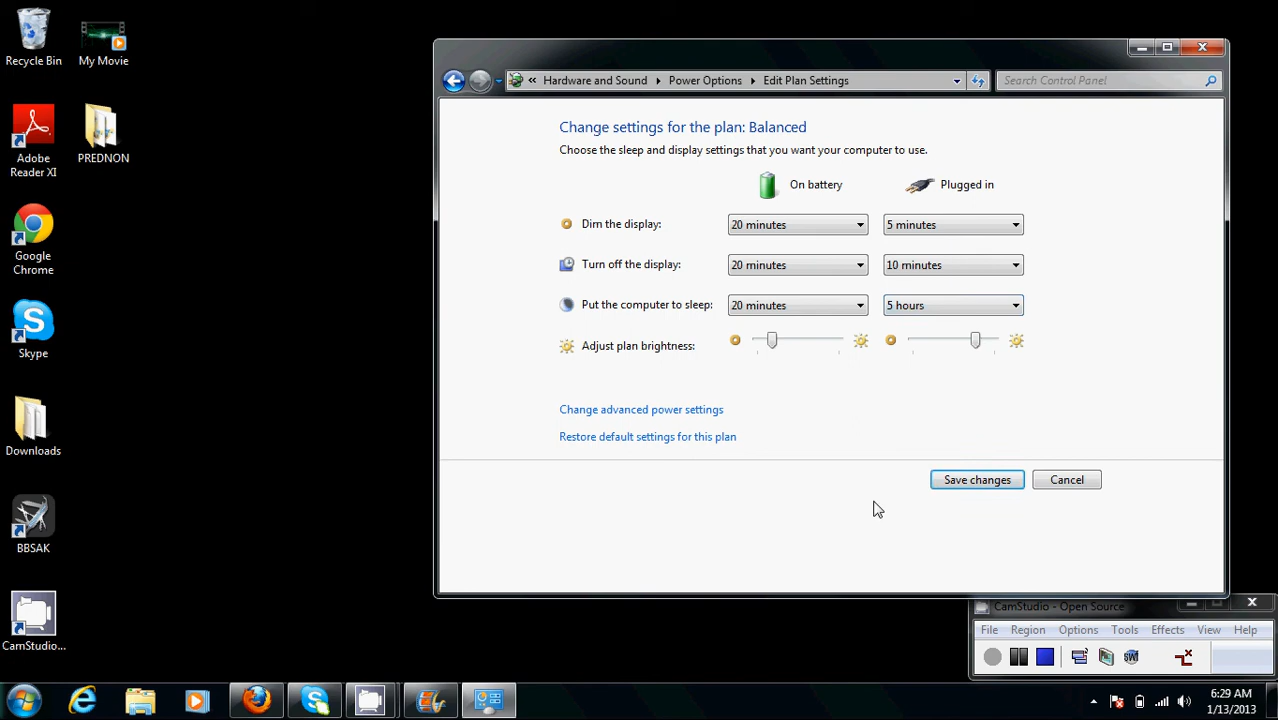 Recycle Bin
My Movie
Adobe
Reader XI
PREDNON
Google
Chrome
Skype
Downloads
BBSAK
CamStudio...
« Hardware and Sound Power Options Edit Plan Settings
Search Control Panel
Change settings for the plan: Balanced
Choose the sleep and display settings that you want your computer to use.
On battery Plugged in
Dim the display: 20 minutes 5 minutes
Turn off the display: 20 minutes 10 minutes
Put the computer to sleep: 20 minutes 5 hours
Adjust plan brightness:
Change advanced power settings
Restore default settings for this plan
Save changes Cancel
CamStudio - Open Source
File Region Options Tools Effects View Help
SWF
6:29 AM
1/13/2013